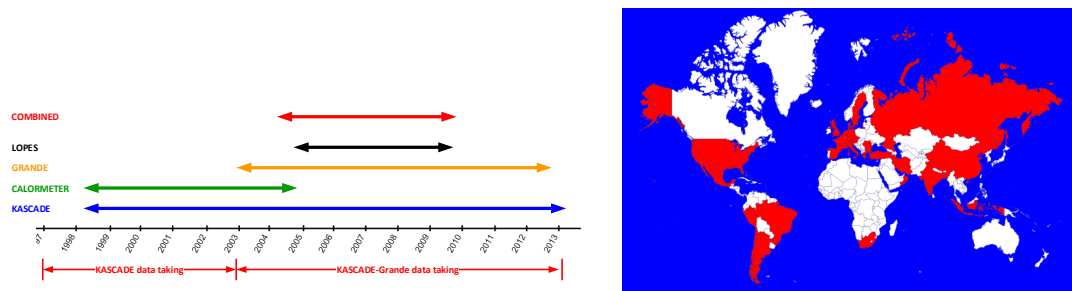 COMBINED
LOPES
GRANDE
CALORMETER
KASCADE
97 1998 1999 2000 2001 2002 2003 2004 2005 2006 2007 2008 2009 2010 2011 2012 2013
KASCADE data taking KASCADE-Grande data taking